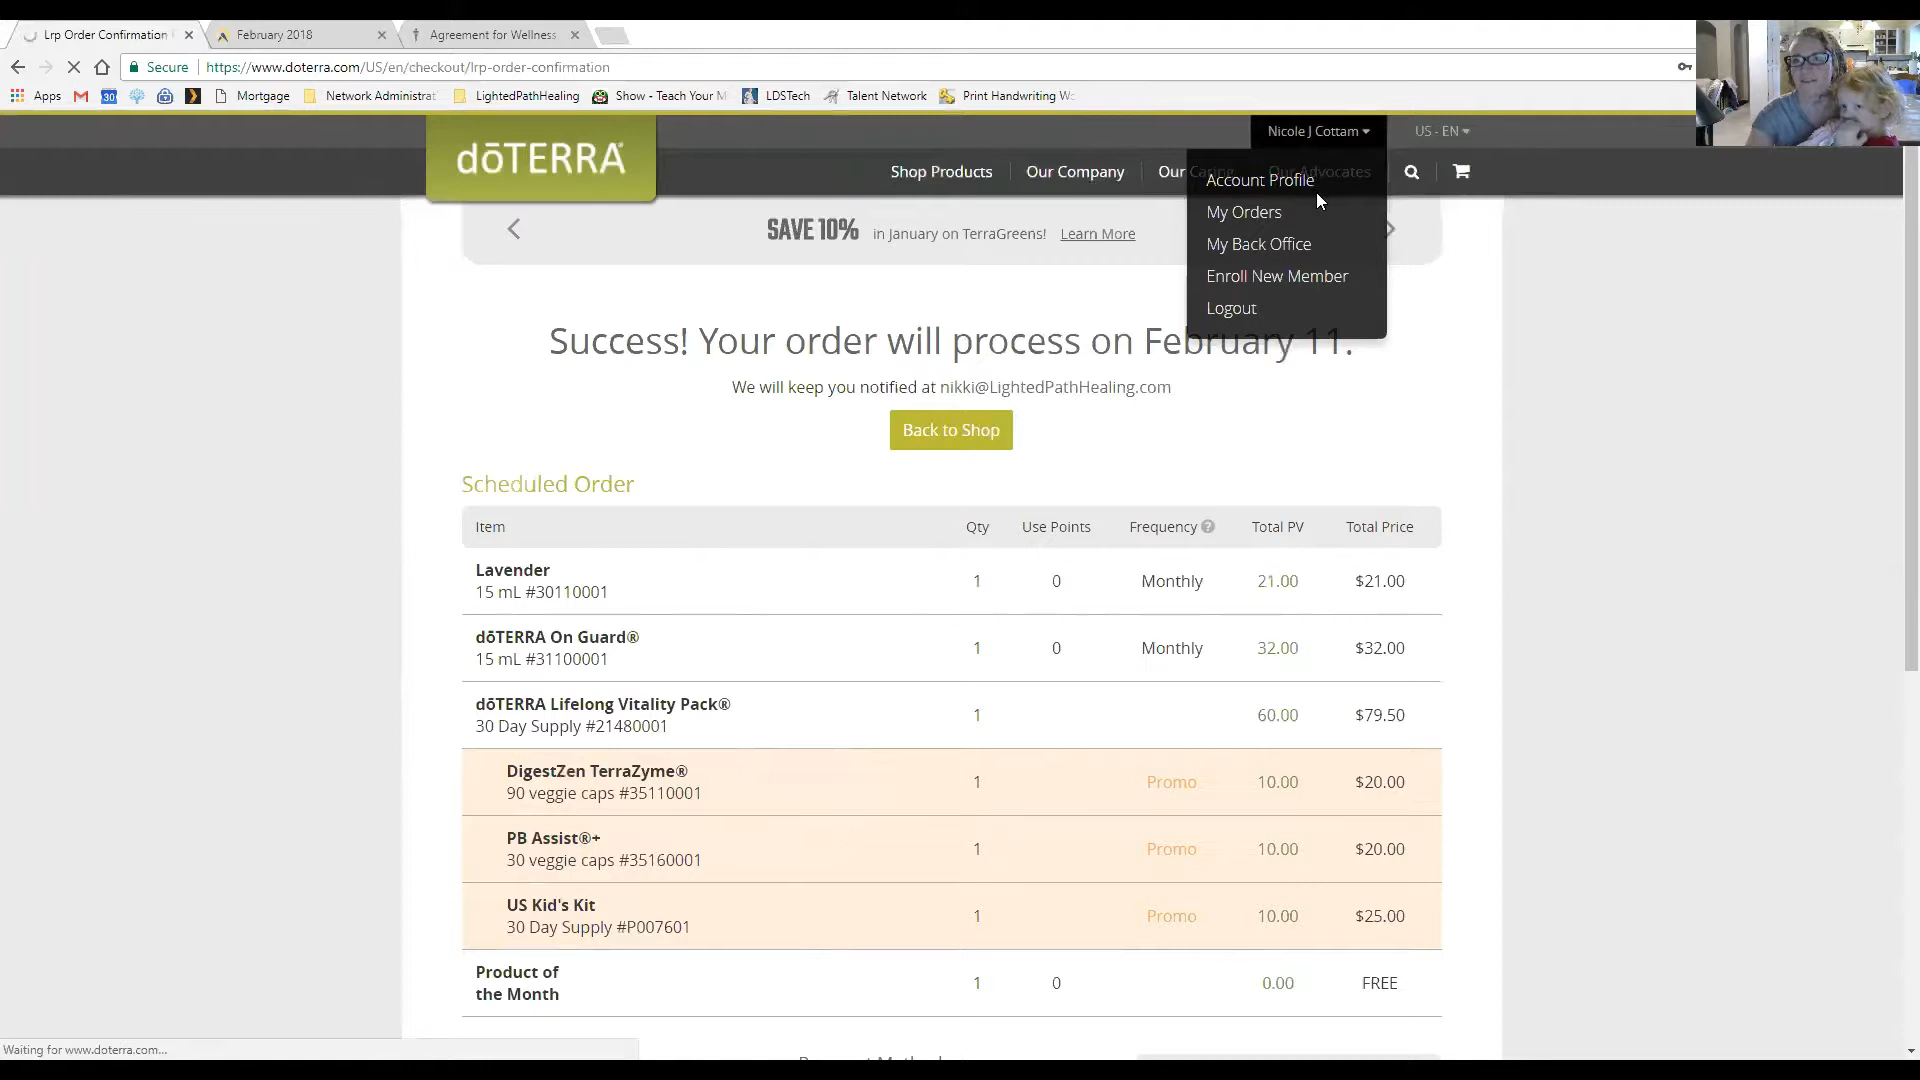 Lrp Order Confirmation
February 2018
Agreement for Wellness
Secure
https://www.doterra.com/US/en/checkout/lrp-order-confirmation
Apps
30
Mortgage
Network Administrat
LightedPathHealing
Show - Teach Your M
LDSTech
Talent Network
Print Handwriting Wo
Nicole J Cottam
US - EN
dōTERRA
Shop Products
Our Company
Our Caring
Our Advocates
Account Profile
My Orders
My Back Office
Enroll New Member
Logout
SAVE 10% in January on TerraGreens! Learn More
Success! Your order will process on February 11.
We will keep you notified at nikki@LightedPathHealing.com
Back to Shop
Scheduled Order
Item Qty Use Points Frequency ? Total PV Total Price
Lavender
15 mL #30110001
1 0 Monthly 21.00 $21.00
dōTERRA On Guard®
15 mL #31100001
1 0 Monthly 32.00 $32.00
dōTERRA Lifelong Vitality Pack®
30 Day Supply #21480001
1 60.00 $79.50
DigestZen TerraZyme®
90 veggie caps #35110001
1 Promo 10.00 $20.00
PB Assist®+
30 veggie caps #35160001
1 Promo 10.00 $20.00
US Kid's Kit
30 Day Supply #P007601
1 Promo 10.00 $25.00
Product of
the Month
1 0 0.00 FREE
Waiting for www.doterra.com...